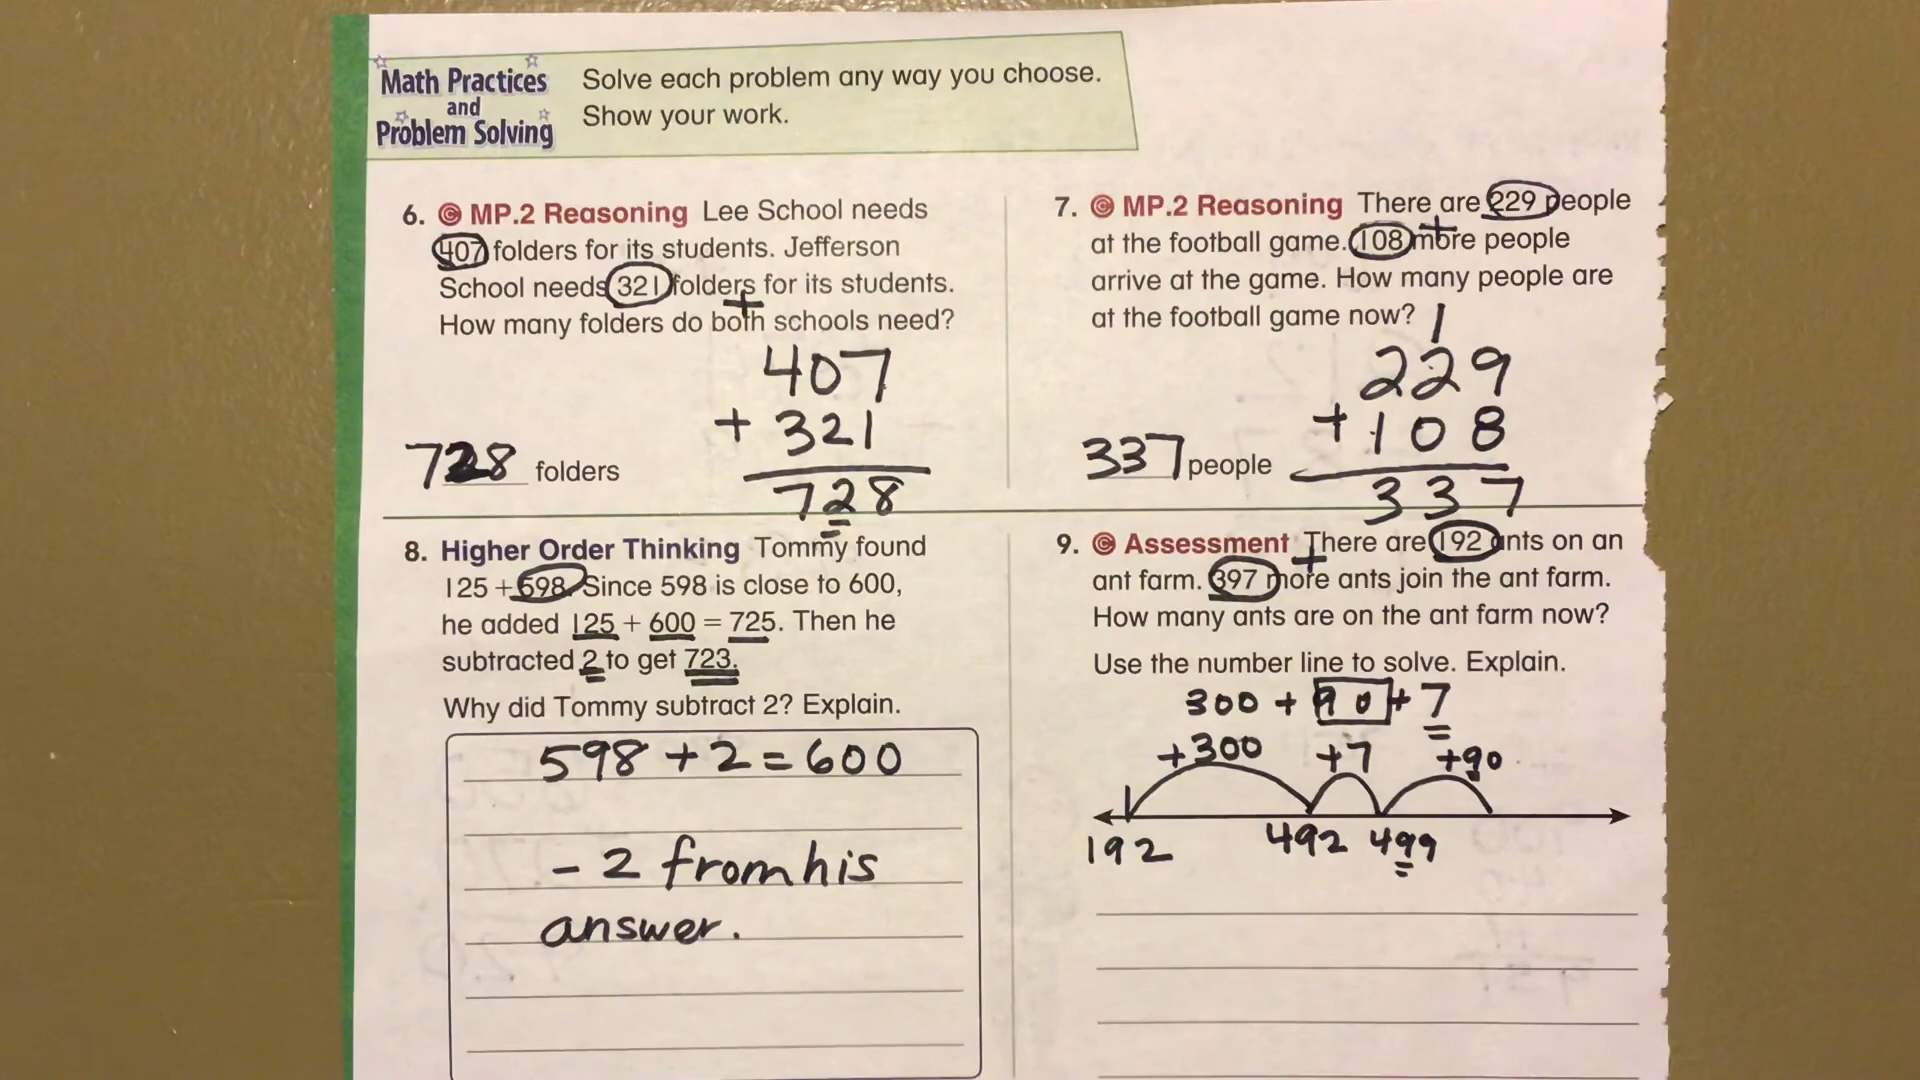 Math Practices
and
Problem Solving
Solve each problem any way you choose.
Show your work.
6. © MP.2 Reasoning Lee School needs
407 folders for its students. Jefferson
School needs 321 folders for its students.
+
How many folders do both schools need?
407
+ 321
728
728 folders
7. © MP.2 Reasoning There are 229 people
+
at the football game. 108 more people
arrive at the game. How many people are
at the football game now?
1
229
+ 108
337
337 people
8. Higher Order Thinking Tommy found
125 + 598. Since 598 is close to 600,
he added 125 + 600 = 725. Then he
subtracted 2 to get 723.
Why did Tommy subtract 2? Explain.
598 + 2 = 600
- 2 from his
answer.
9. © Assessment There are 192 ants on an
+
ant farm. 397 more ants join the ant farm.
How many ants are on the ant farm now?
Use the number line to solve. Explain.
300 + 90 + 7
+300 +7 +90
192 492 499